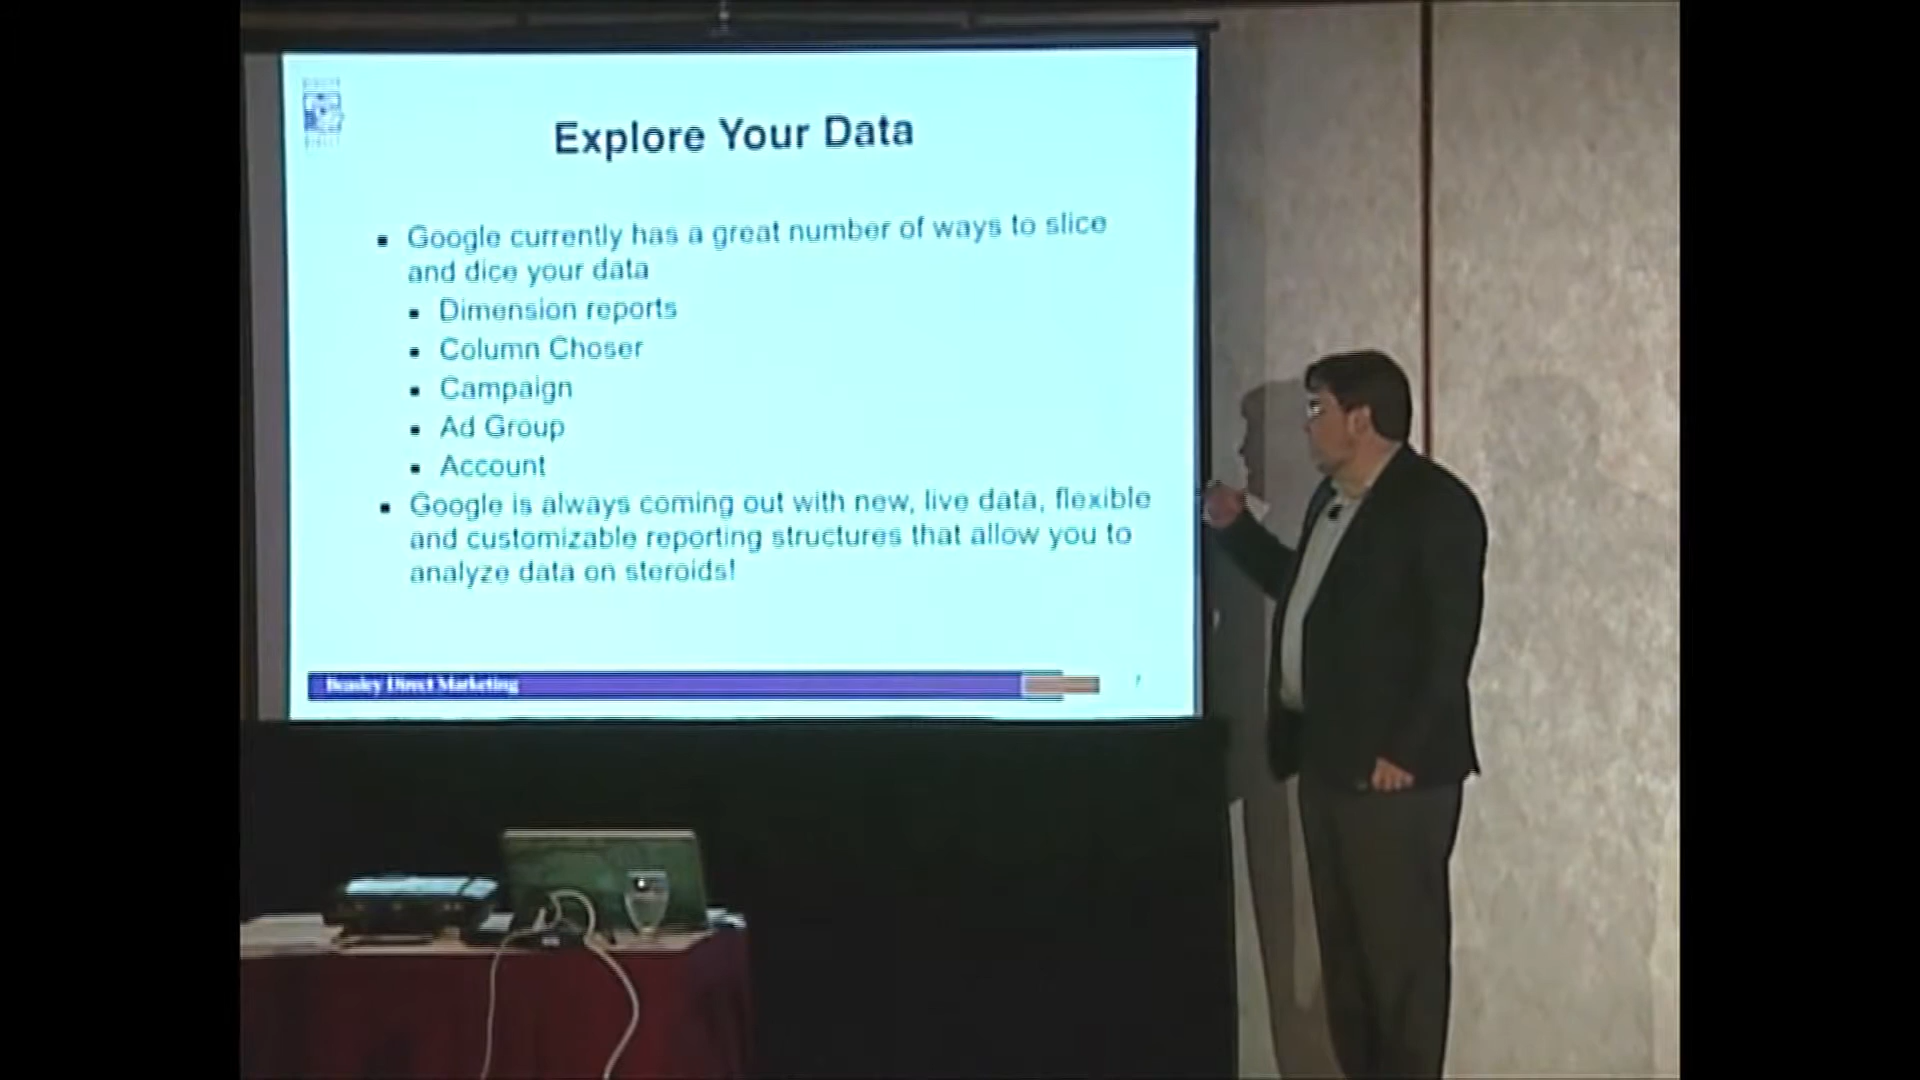 Explore Your Data
▪ Google currently has a great number of ways to slice
and dice your data
▪ Dimension reports
▪ Column Choser
▪ Campaign
▪ Ad Group
▪ Account
▪ Google is always coming out with new, live data, flexible
and customizable reporting structures that allow you to
analyze data on steroids!
Beasley Direct Marketing
7